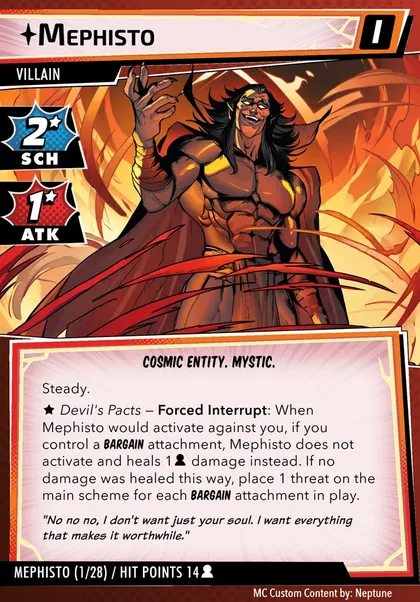 ✦Mephisto
I
VILLAIN
2★
SCH
1★
ATK
COSMIC ENTITY. MYSTIC.
Steady.
★ Devil's Pacts – Forced Interrupt: When
Mephisto would activate against you, if you
control a BARGAIN attachment, Mephisto does not
activate and heals 1👤 damage instead. If no
damage was healed this way, place 1 threat on the
main scheme for each BARGAIN attachment in play.
"No no no, I don't want just your soul. I want everything
that makes it worthwhile."
MEPHISTO (1/28) / HIT POINTS 14👤
MC Custom Content by: Neptune